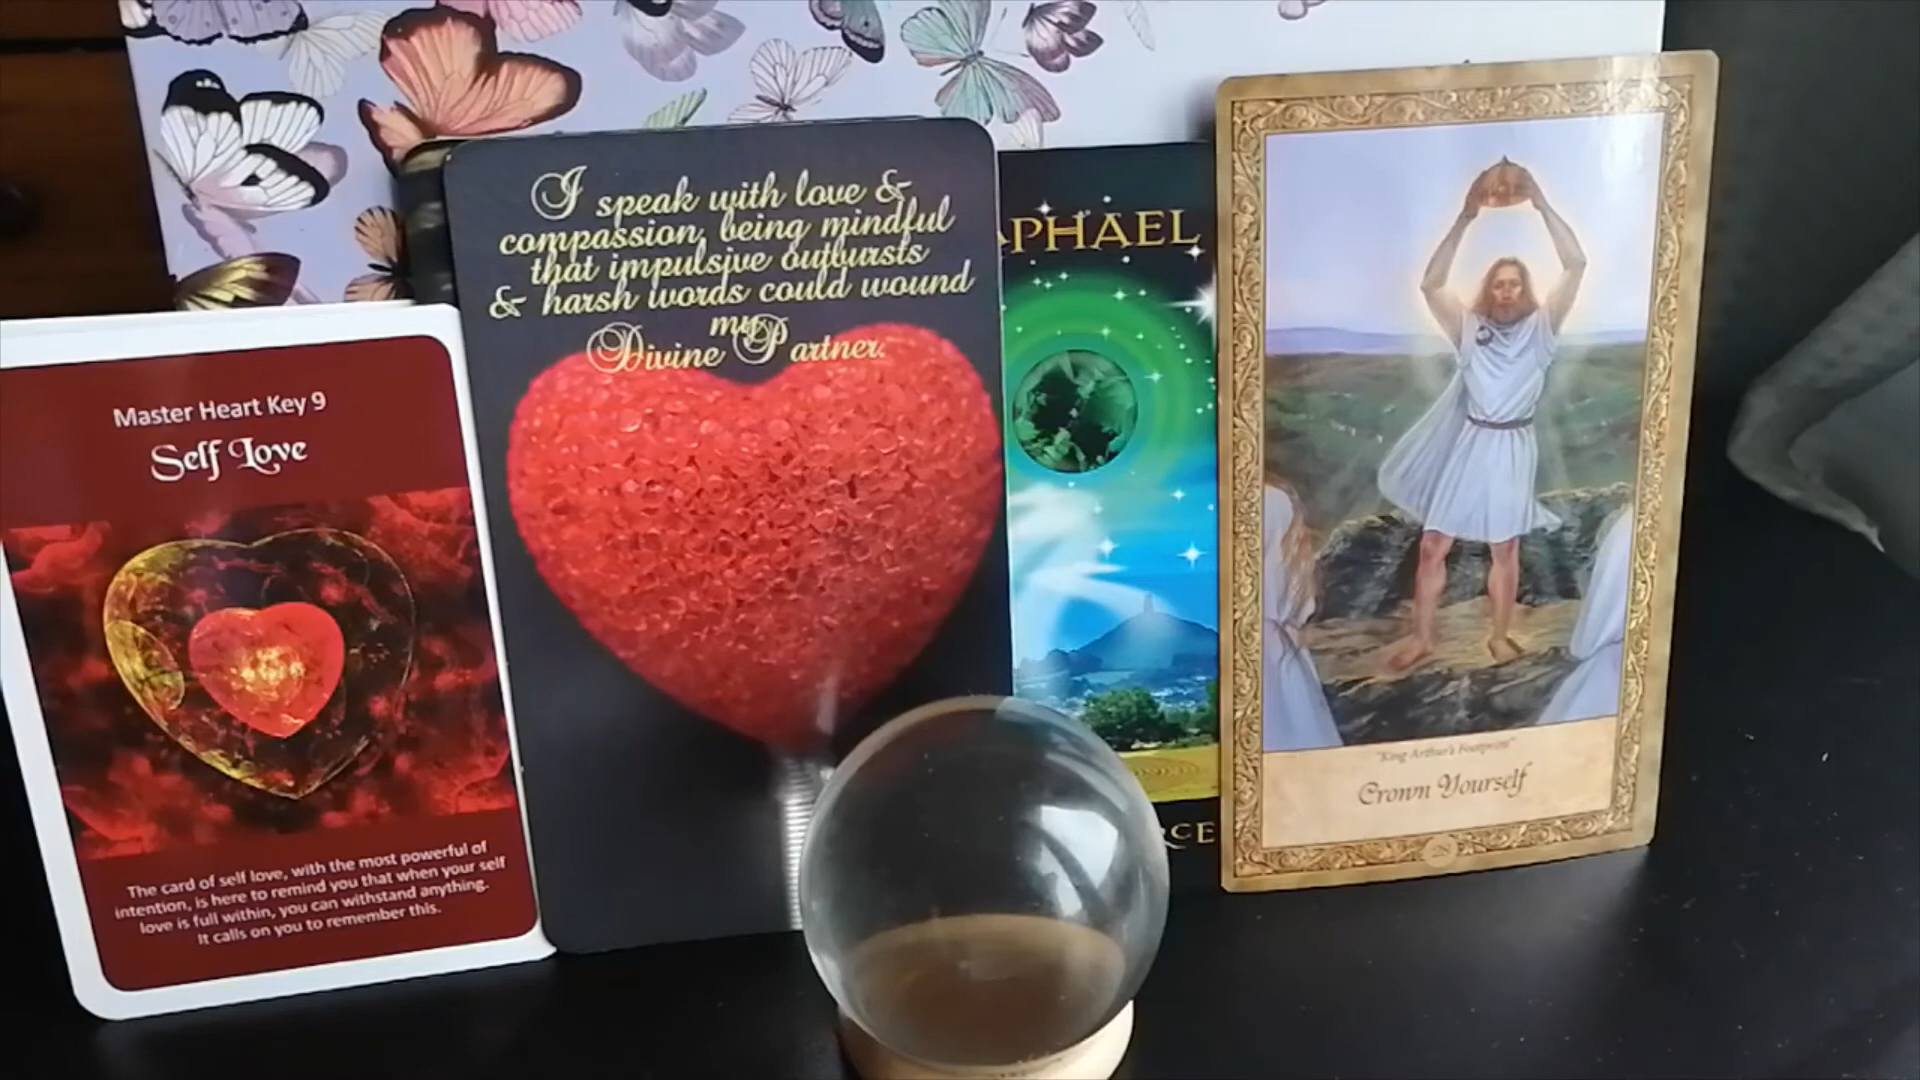 Master Heart Key 9
Self Love
The card of self love, with the most powerful of
intention, is here to remind you that when your self
love is full within, you can withstand anything.
It calls on you to remember this.
I speak with love &
compassion, being mindful
that impulsive outbursts
& harsh words could wound
my
Divine Partner.
APHAEL
RCE
"King Arthur's Footprint"
Crown Yourself